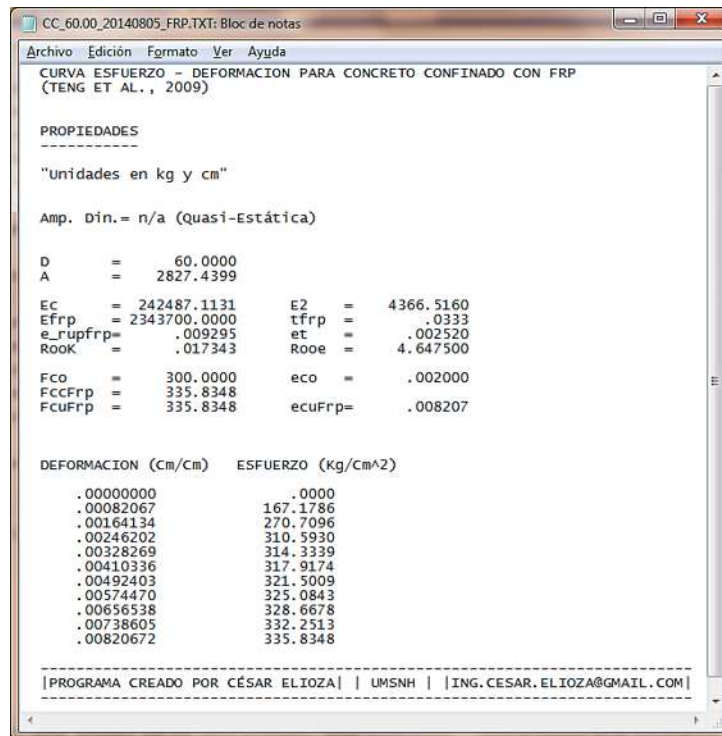 CC_60.00_20140805_FRP.TXT: Bloc de notas
Archivo Edición Formato Ver Ayuda
CURVA ESFUERZO - DEFORMACION PARA CONCRETO CONFINADO CON FRP
(TENG ET AL., 2009)
PROPIEDADES
-----------
"Unidades en kg y cm"
Amp. Din.= n/a (Quasi-Estática)
D = 60.0000
A = 2827.4399
Ec = 242487.1131 E2 = 4366.5160
Efrp = 2343700.0000 tfrp = .0333
e_rupfrp= .009295 et = .002520
RooK = .017343 Rooe = 4.647500
Fco = 300.0000 eco = .002000
FccFrp = 335.8348
FcuFrp = 335.8348 ecuFrp= .008207
DEFORMACION (Cm/Cm) ESFUERZO (Kg/Cm^2)
.00000000 .0000
.00082067 167.1786
.00164134 270.7096
.00246202 310.5930
.00328269 314.3339
.00410336 317.9174
.00492403 321.5009
.00574470 325.0843
.00656538 328.6678
.00738605 332.2513
.00820672 335.8348
|PROGRAMA CREADO POR CÉSAR ELIOZA| | UMSNH | |ING.CESAR.ELIOZA@GMAIL.COM|